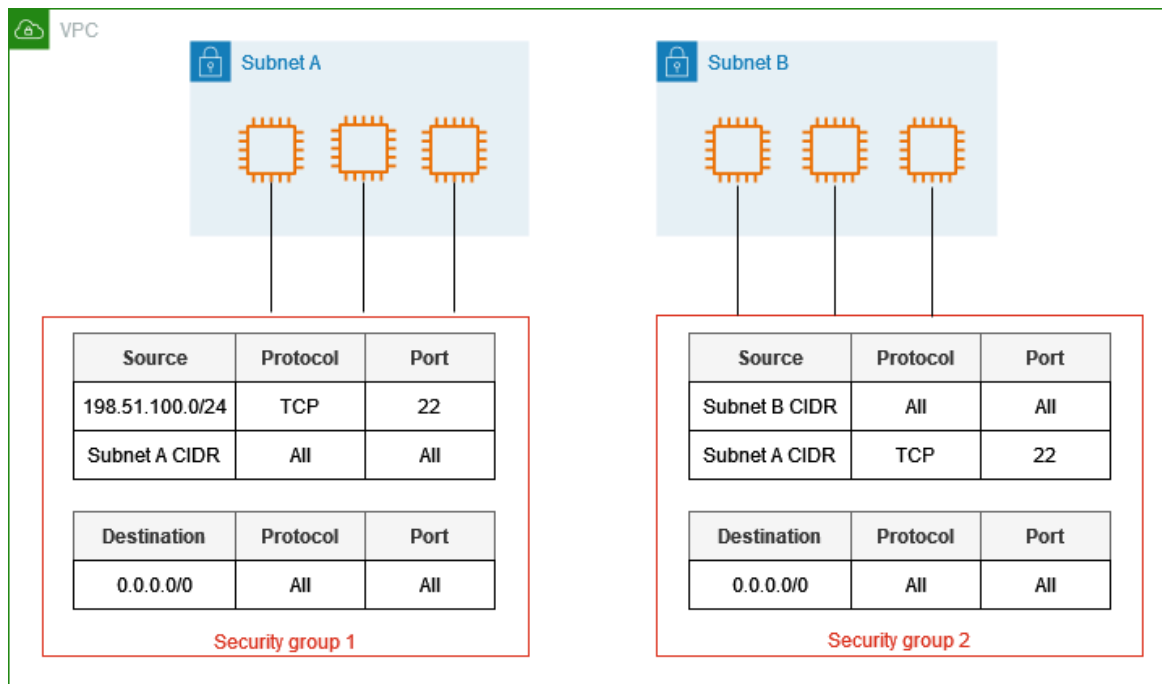 VPC
Subnet A
Subnet B
Source Protocol Port
198.51.100.0/24 TCP 22
Subnet A CIDR All All
Destination Protocol Port
0.0.0.0/0 All All
Security group 1
Source Protocol Port
Subnet B CIDR All All
Subnet A CIDR TCP 22
Destination Protocol Port
0.0.0.0/0 All All
Security group 2